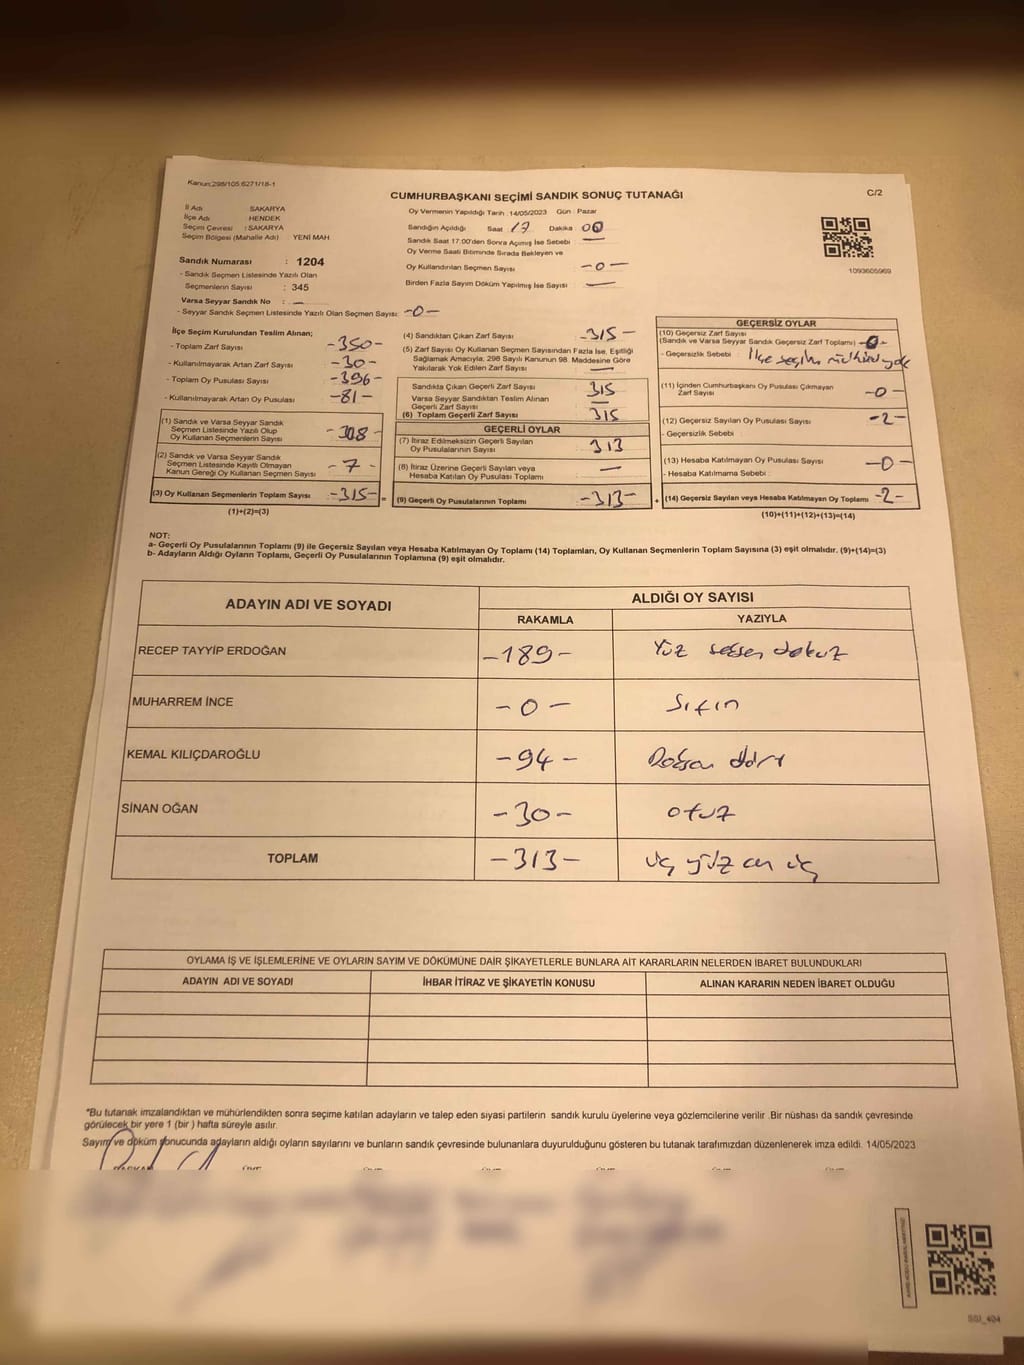 Kanun:298/105 6271/18-1
C/2
CUMHURBAŞKANI SEÇİMİ SANDIK SONUÇ TUTANAĞI
İl Adı SAKARYA
İlçe Adı HENDEK
Seçim Çevresi : SAKARYA
Seçim Bölgesi (Mahalle Adı) : YENİ MAH.
Sandık Numarası : 1204
- Sandık Seçmen Listesinde Yazılı Olan
Seçmenlerin Sayısı : 345
Varsa Seyyar Sandık No : —
- Seyyar Sandık Seçmen Listesinde Yazılı Olan Seçmen Sayısı: -0-
Oy Vermenin Yapıldığı Tarih : 14/05/2023 Gün : Pazar
Sandığın Açıldığı Saat 17 Dakika 00
Sandık Saat 17.00'den Sonra Açımış İse Sebebi : —
Oy Verme Saati Bitiminde Sırada Bekleyen ve
Oy Kullandırılan Seçmen Sayısı -0-
Birden Fazla Sayım Döküm Yapılmış İse Sayısı —
1093605969
İlçe Seçim Kurulundan Teslim Alınan;
- Toplam Zarf Sayısı -350-
- Kullanılmayarak Artan Zarf Sayısı -30-
- Toplam Oy Pusulası Sayısı -396-
- Kullanılmayarak Artan Oy Pusulası -81-
(1) Sandık ve Varsa Seyyar Sandık
Seçmen Listesinde Yazılı Olup
Oy Kullanan Seçmenlerin Sayısı -308-
(2) Sandık ve Varsa Seyyar Sandık
Seçmen Listesinde Kayıtlı Olmayan
Kanun Gereği Oy Kullanan Seçmen Sayısı -7-
(3) Oy Kullanan Seçmenlerin Toplam Sayısı -315- =
(1)+(2)=(3)
(4) Sandıktan Çıkan Zarf Sayısı -315-
(5) Zarf Sayısı Oy Kullanan Seçmen Sayısından Fazla İse, Eşitliği
Sağlamak Amacıyla, 298 Sayılı Kanunun 98. Maddesine Göre
Yakılarak Yok Edilen Zarf Sayısı —
Sandıkta Çıkan Geçerli Zarf Sayısı 315
Varsa Seyyar Sandıktan Teslim Alınan
Geçerli Zarf Sayısı —
(6) Toplam Geçerli Zarf Sayısı 315
GEÇERLİ OYLAR
(7) İtiraz Edilmeksizin Geçerli Sayılan
Oy Pusulalarının Sayısı 313
(8) İtiraz Üzerine Geçerli Sayılan veya
Hesaba Katılan Oy Pusulası Toplamı —
(9) Geçerli Oy Pusulalarının Toplamı -313- +
GEÇERSİZ OYLAR
(10) Geçersiz Zarf Sayısı
(Sandık ve Varsa Seyyar Sandık Geçersiz Zarf Toplamı) -0-
- Geçersizlik Sebebi : İlçe seçim mührü yok
(11) İçinden Cumhurbaşkanı Oy Pusulası Çıkmayan
Zarf Sayısı -0-
(12) Geçersiz Sayılan Oy Pusulası Sayısı -2-
- Geçersizlik Sebebi :
(13) Hesaba Katılmayan Oy Pusulası Sayısı -0-
- Hesaba Katılmama Sebebi :
(14) Geçersiz Sayılan veya Hesaba Katılmayan Oy Toplamı -2-
(10)+(11)+(12)+(13)=(14)
NOT:
a- Geçerli Oy Pusulalarının Toplamı (9) ile Geçersiz Sayılan veya Hesaba Katılmayan Oy Toplamı (14) Toplamları, Oy Kullanan Seçmenlerin Toplam Sayısına (3) eşit olmalıdır. (9)+(14)=(3)
b- Adayların Aldığı Oyların Toplamı, Geçerli Oy Pusulalarının Toplamına (9) eşit olmalıdır.
ADAYIN ADI VE SOYADI ALDIĞI OY SAYISI
RAKAMLA YAZIYLA
RECEP TAYYİP ERDOĞAN -189- Yüz seksen dokuz
MUHARREM İNCE -0- Sıfır
KEMAL KILIÇDAROĞLU -94- Doksan dört
SİNAN OĞAN -30- otuz
TOPLAM -313- üç yüz on üç
OYLAMA İŞ VE İŞLEMLERİNE VE OYLARIN SAYIM VE DÖKÜMÜNE DAİR ŞİKAYETLERLE BUNLARA AİT KARARLARIN NELERDEN İBARET BULUNDUKLARI
ADAYIN ADI VE SOYADI İHBAR İTİRAZ VE ŞİKAYETİN KONUSU ALINAN KARARIN NEDEN İBARET OLDUĞU
*Bu tutanak imzalandıktan ve mühürlendikten sonra seçime katılan adayların ve talep eden siyasi partilerin sandık kurulu üyelerine veya gözlemcilerine verilir .Bir nüshası da sandık çevresinde
görülecek bir yere 1 (bir ) hafta süreyle asılır.
Sayım ve döküm sonucunda adayların aldığı oyların sayılarını ve bunların sandık çevresinde bulunanlara duyurulduğunu gösteren bu tutanak tarafımızdan düzenlenerek imza edildi. 14/05/2023
BAŞKAN
SSI_404